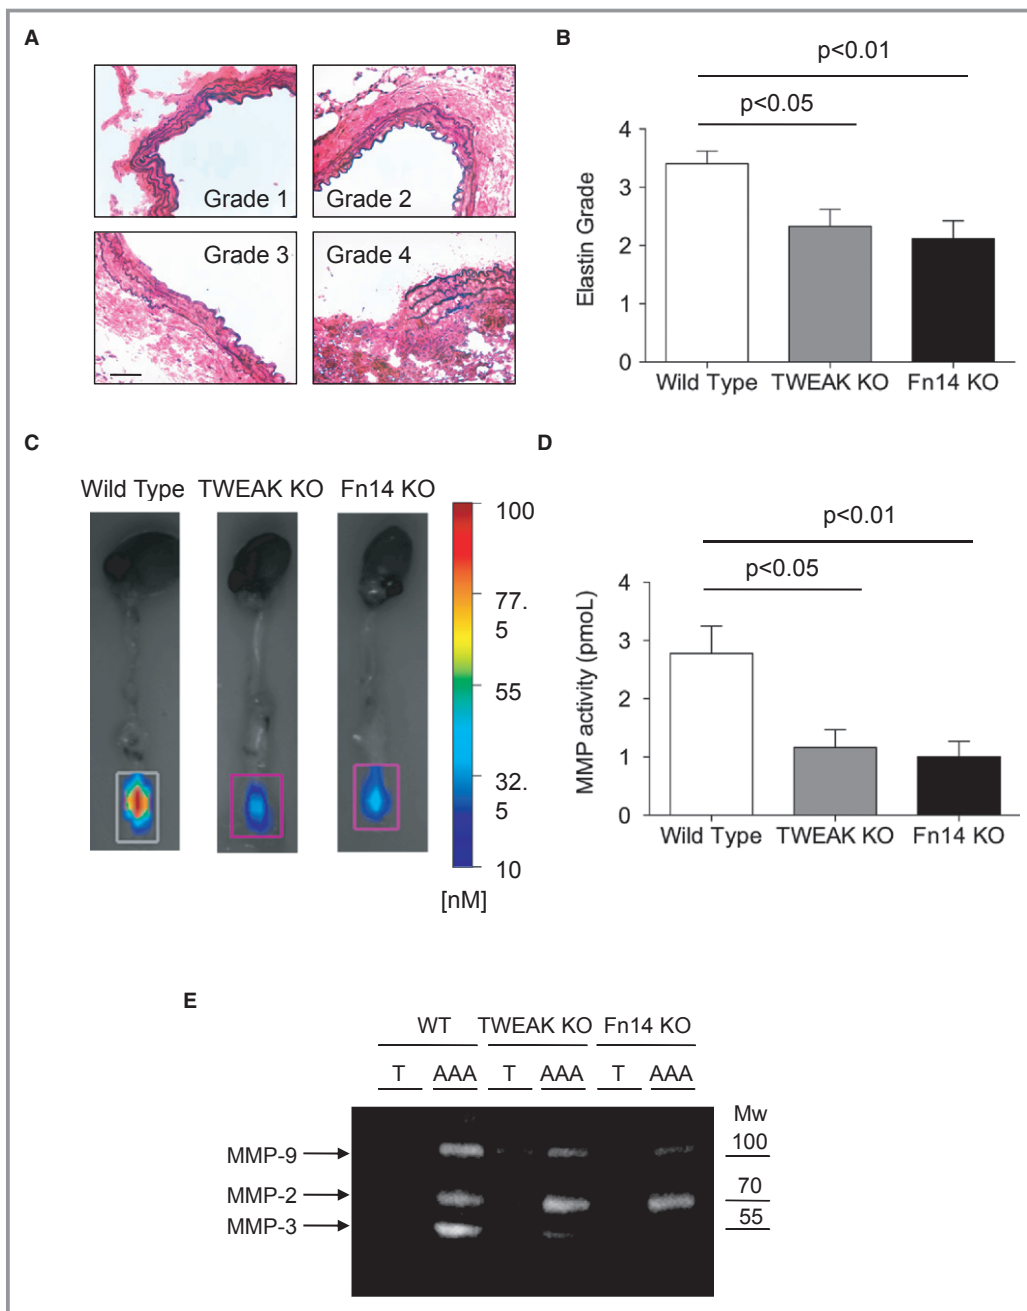 A
Grade 1
Grade 2
Grade 3
Grade 4
B
p<0.01
p<0.05
Elastin Grade
4
3
2
1
0
Wild Type TWEAK KO Fn14 KO
C
Wild Type TWEAK KO Fn14 KO
100
77.
5
55
32.
5
10
[nM]
D
p<0.01
p<0.05
MMP activity (pmoL)
4
3
2
1
0
Wild Type TWEAK KO Fn14 KO
E
WT TWEAK KO Fn14 KO
T AAA T AAA T AAA
Mw
MMP-9
100
MMP-2
70
MMP-3
55